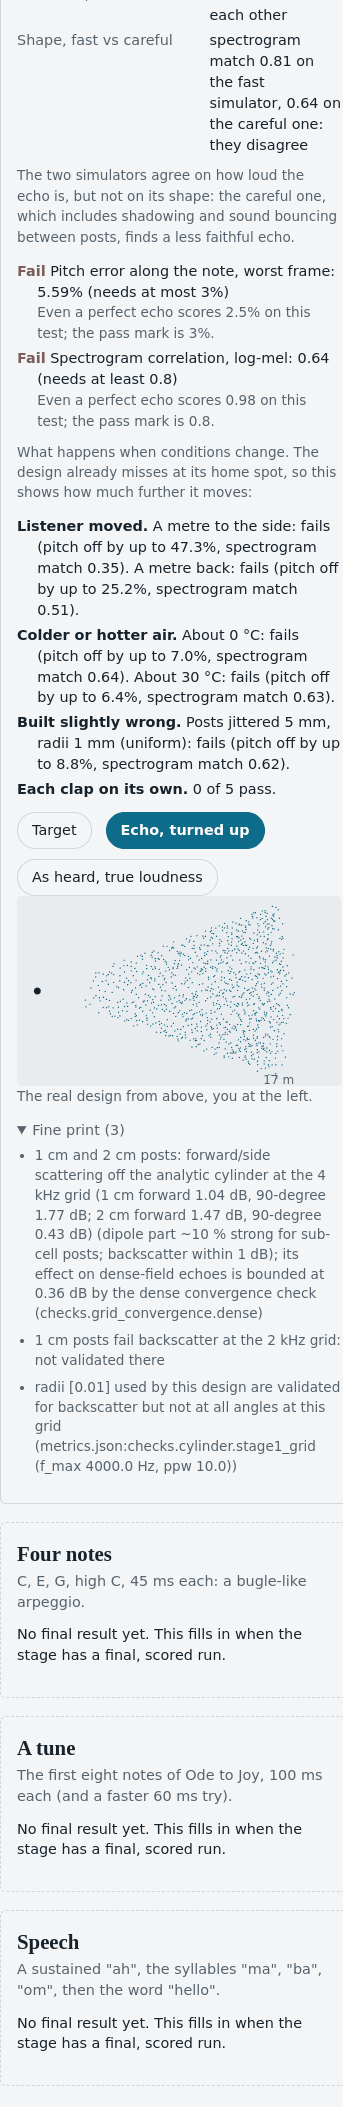 each other
Shape, fast vs careful
spectrogram
match 0.81 on
the fast
simulator, 0.64 on
the careful one:
they disagree
The two simulators agree on how loud the
echo is, but not on its shape: the careful one,
which includes shadowing and sound bouncing
between posts, finds a less faithful echo.
Fail Pitch error along the note, worst frame:
5.59% (needs at most 3%)
Even a perfect echo scores 2.5% on this
test; the pass mark is 3%.
Fail Spectrogram correlation, log-mel: 0.64
(needs at least 0.8)
Even a perfect echo scores 0.98 on this
test; the pass mark is 0.8.
What happens when conditions change. The
design already misses at its home spot, so this
shows how much further it moves:
Listener moved. A metre to the side: fails
(pitch off by up to 47.3%, spectrogram
match 0.35). A metre back: fails (pitch off
by up to 25.2%, spectrogram match
0.51).
Colder or hotter air. About 0 °C: fails
(pitch off by up to 7.0%, spectrogram
match 0.64). About 30 °C: fails (pitch off
by up to 6.4%, spectrogram match 0.63).
Built slightly wrong. Posts jittered 5 mm,
radii 1 mm (uniform): fails (pitch off by up
to 8.8%, spectrogram match 0.62).
Each clap on its own. 0 of 5 pass.
Target
Echo, turned up
As heard, true loudness
17 m
The real design from above, you at the left.
▼ Fine print (3)
• 1 cm and 2 cm posts: forward/side
scattering off the analytic cylinder at the 4
kHz grid (1 cm forward 1.04 dB, 90-degree
1.77 dB; 2 cm forward 1.47 dB, 90-degree
0.43 dB) (dipole part ~10 % strong for sub-
cell posts; backscatter within 1 dB); its
effect on dense-field echoes is bounded at
0.36 dB by the dense convergence check
(checks.grid_convergence.dense)
• 1 cm posts fail backscatter at the 2 kHz grid:
not validated there
• radii [0.01] used by this design are validated
for backscatter but not at all angles at this
grid
(metrics.json:checks.cylinder.stage1_grid
(f_max 4000.0 Hz, ppw 10.0))
Four notes
C, E, G, high C, 45 ms each: a bugle-like
arpeggio.
No final result yet. This fills in when the
stage has a final, scored run.
A tune
The first eight notes of Ode to Joy, 100 ms
each (and a faster 60 ms try).
No final result yet. This fills in when the
stage has a final, scored run.
Speech
A sustained "ah", the syllables "ma", "ba",
"om", then the word "hello".
No final result yet. This fills in when the
stage has a final, scored run.